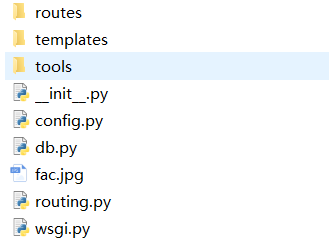 routes
templates
tools
__init__.py
config.py
db.py
fac.jpg
routing.py
wsgi.py